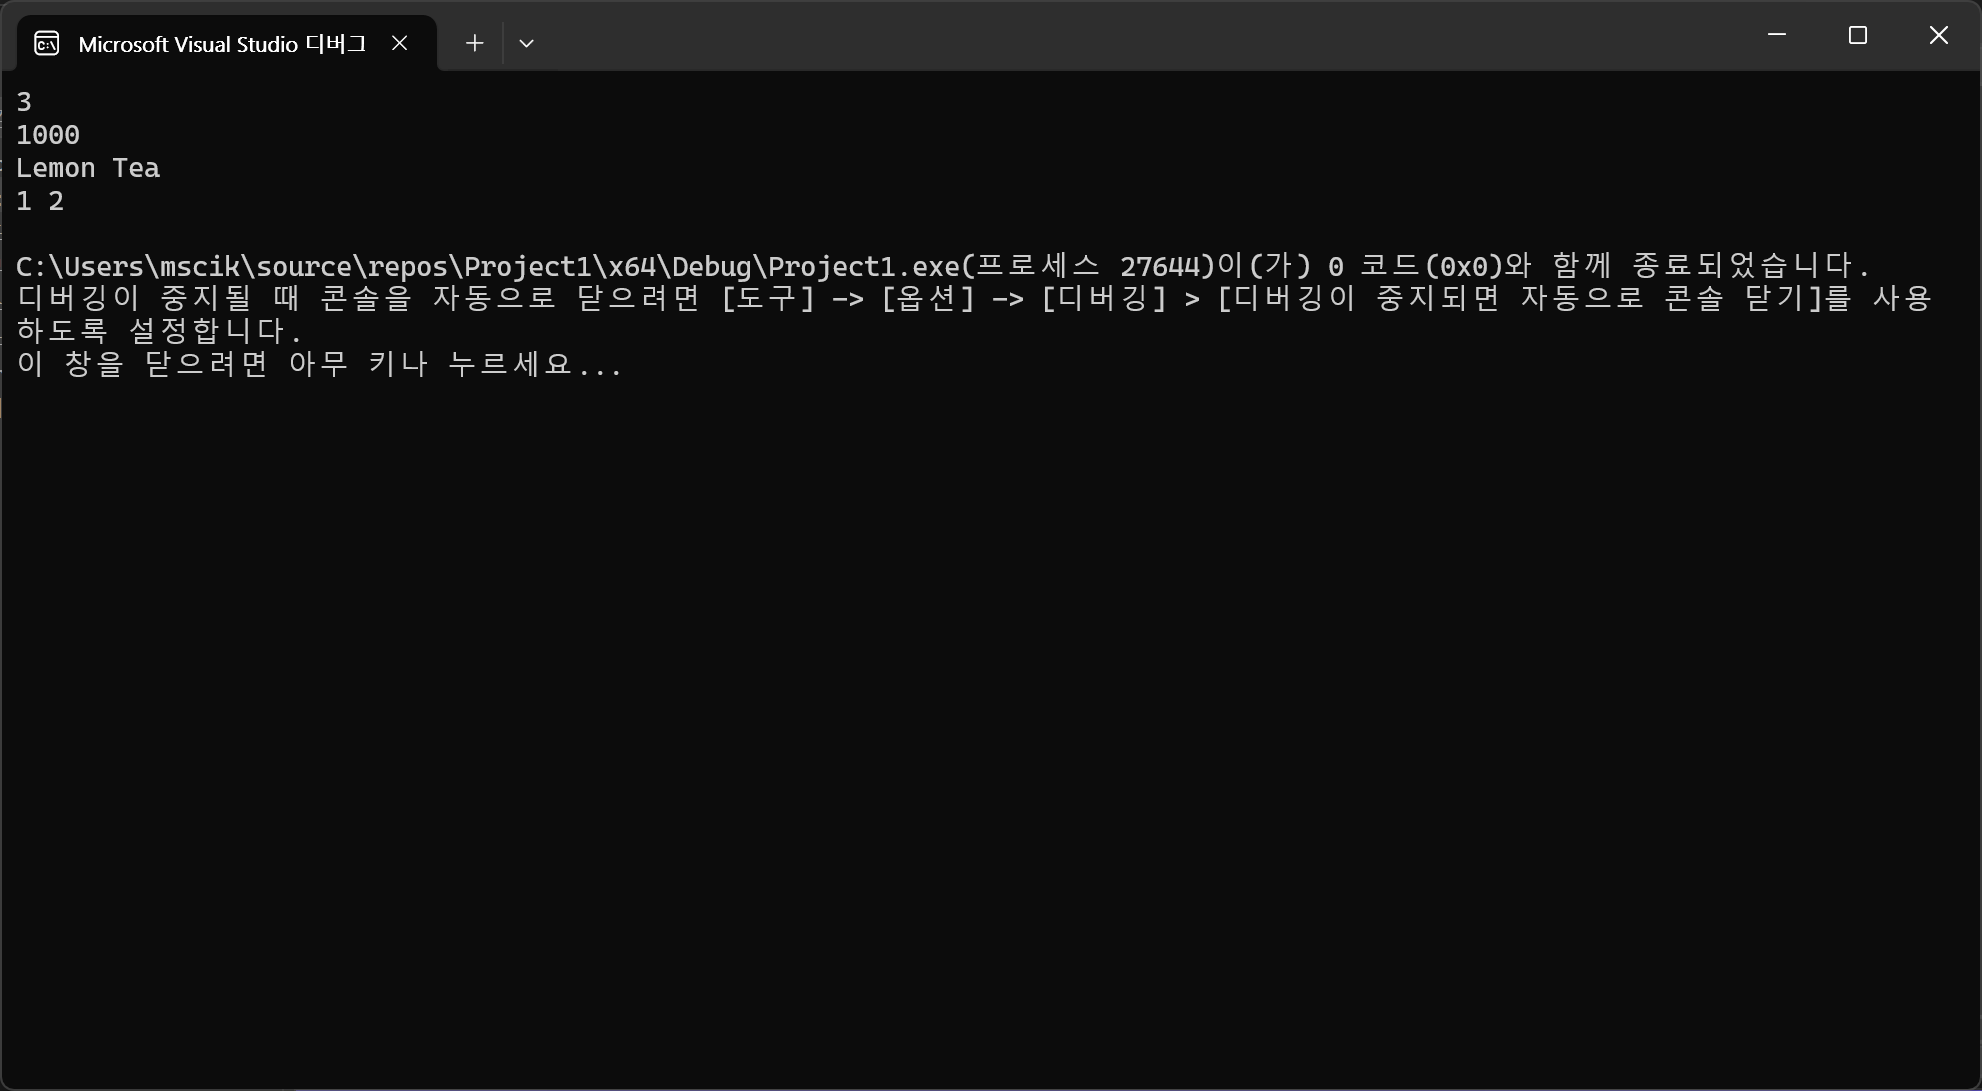 Microsoft Visual Studio 디버그
3
1000
Lemon Tea
1 2
C:\Users\mscik\source\repos\Project1\x64\Debug\Project1.exe(프로세스 27644)이(가) 0 코드(0x0)와 함께 종료되었습니다.
디버깅이 중지될 때 콘솔을 자동으로 닫으려면 [도구] -> [옵션] -> [디버깅] > [디버깅이 중지되면 자동으로 콘솔 닫기]를 사용
하도록 설정합니다.
이 창을 닫으려면 아무 키나 누르세요...